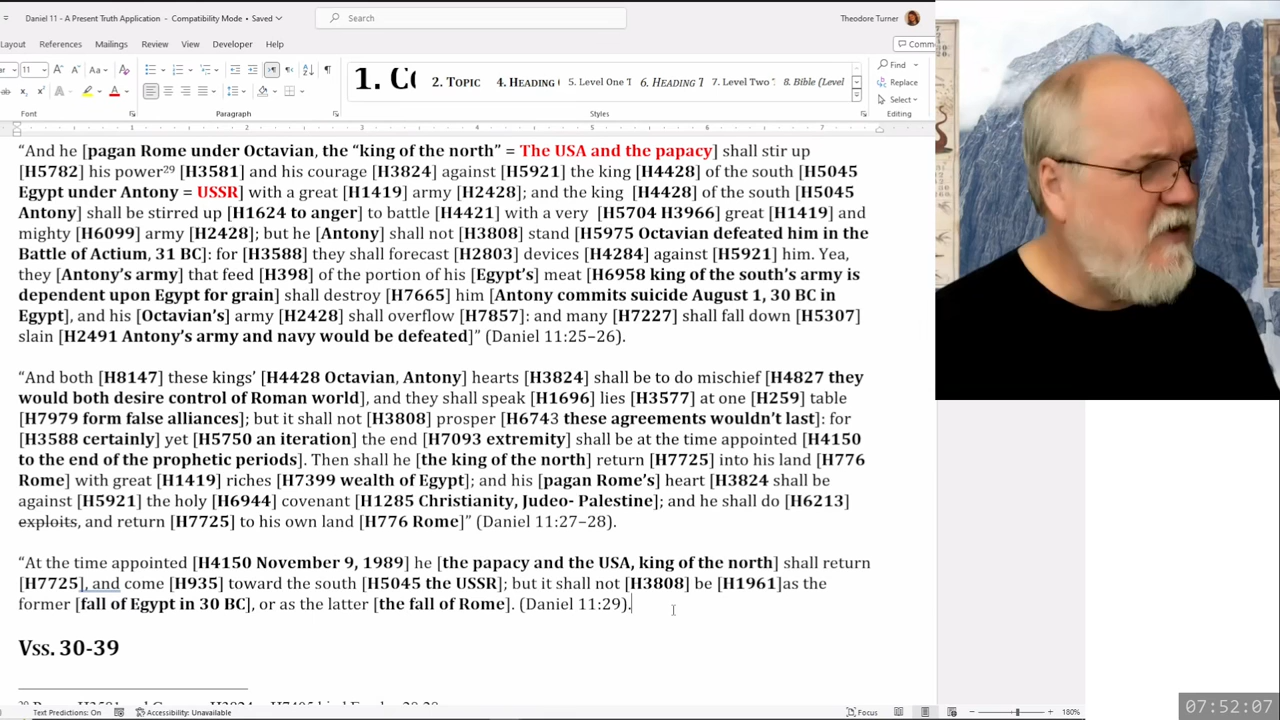 Daniel 11 - A Present Truth Application - Compatibility Mode • Saved
Search
Theodore Turner
Layout References Mailings Review View Developer Help
Comm
11 A A Aa A
Find
1. Co 2. TOPIC 4. HEADING 5. Level One T 6. HEADING T 7. Level Two 8. Bible (Level
Replace
Select
Font Paragraph Styles Editing
1 2 3 4 5 6 7
“And he [pagan Rome under Octavian, the “king of the north” = The USA and the papacy] shall stir up
[H5782] his power29 [H3581] and his courage [H3824] against [H5921] the king [H4428] of the south [H5045
Egypt under Antony = USSR] with a great [H1419] army [H2428]; and the king [H4428] of the south [H5045
Antony] shall be stirred up [H1624 to anger] to battle [H4421] with a very [H5704 H3966] great [H1419] and
mighty [H6099] army [H2428]; but he [Antony] shall not [H3808] stand [H5975 Octavian defeated him in the
Battle of Actium, 31 BC]: for [H3588] they shall forecast [H2803] devices [H4284] against [H5921] him. Yea,
they [Antony’s army] that feed [H398] of the portion of his [Egypt’s] meat [H6958 king of the south’s army is
dependent upon Egypt for grain] shall destroy [H7665] him [Antony commits suicide August 1, 30 BC in
Egypt], and his [Octavian’s] army [H2428] shall overflow [H7857]: and many [H7227] shall fall down [H5307]
slain [H2491 Antony’s army and navy would be defeated]” (Daniel 11:25–26).
“And both [H8147] these kings’ [H4428 Octavian, Antony] hearts [H3824] shall be to do mischief [H4827 they
would both desire control of Roman world], and they shall speak [H1696] lies [H3577] at one [H259] table
[H7979 form false alliances]; but it shall not [H3808] prosper [H6743 these agreements wouldn’t last]: for
[H3588 certainly] yet [H5750 an iteration] the end [H7093 extremity] shall be at the time appointed [H4150
to the end of the prophetic periods]. Then shall he [the king of the north] return [H7725] into his land [H776
Rome] with great [H1419] riches [H7399 wealth of Egypt]; and his [pagan Rome’s] heart [H3824 shall be
against [H5921] the holy [H6944] covenant [H1285 Christianity, Judeo- Palestine]; and he shall do [H6213]
exploits, and return [H7725] to his own land [H776 Rome]” (Daniel 11:27–28).
“At the time appointed [H4150 November 9, 1989] he [the papacy and the USA, king of the north] shall return
[H7725], and come [H935] toward the south [H5045 the USSR]; but it shall not [H3808] be [H1961]as the
former [fall of Egypt in 30 BC], or as the latter [the fall of Rome]. (Daniel 11:29).
Vss. 30-39
Text Predictions: On Accessibility: Unavailable Focus 180%
07:52:07